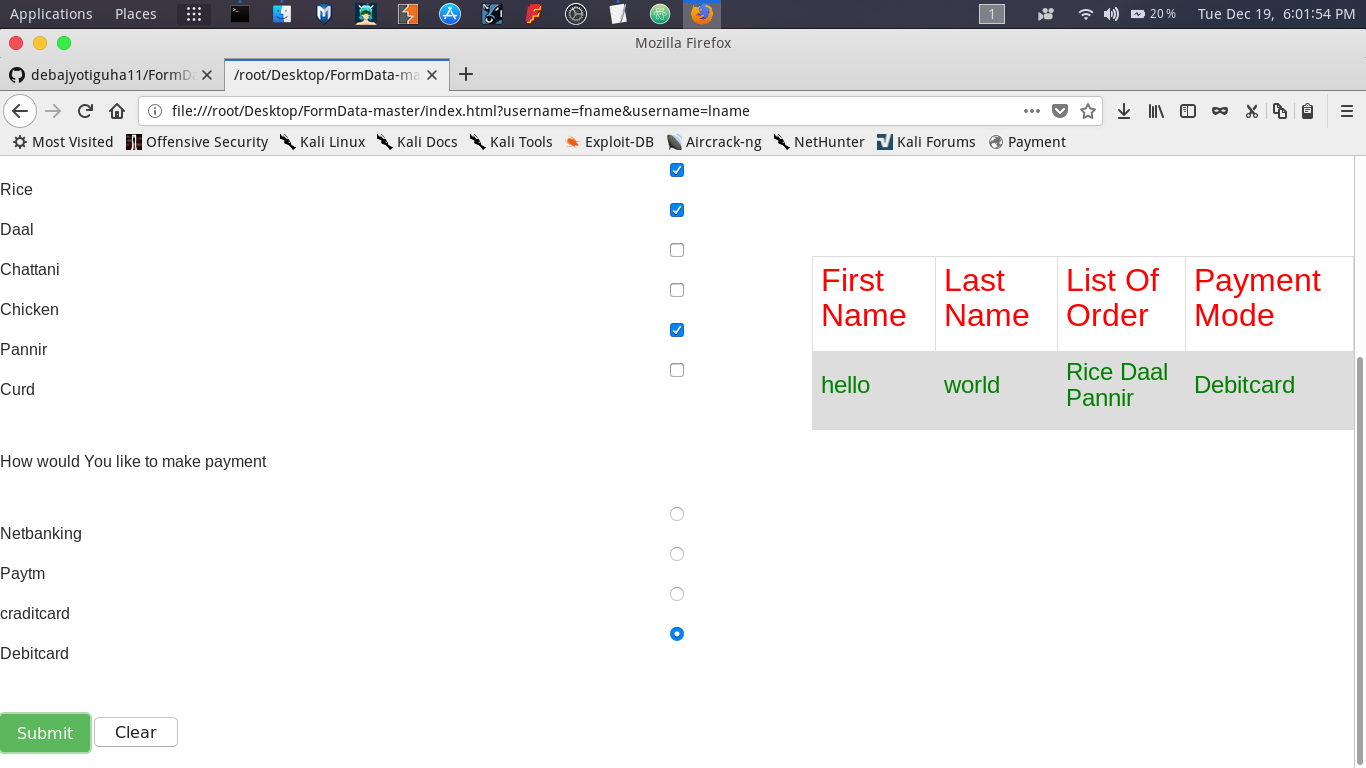 Applications Places 1 20 % Tue Dec 19, 6:01:54 PM
Mozilla Firefox
debajyotiguha11/FormDa /root/Desktop/FormData-ma
file:///root/Desktop/FormData-master/index.html?username=fname&username=lname
Most Visited Offensive Security Kali Linux Kali Docs Kali Tools Exploit-DB Aircrack-ng NetHunter Kali Forums Payment
Rice
Daal
Chattani
Chicken
Pannir
Curd
First Name Last Name List Of Order Payment Mode
hello world Rice Daal Pannir Debitcard
How would You like to make payment
Netbanking
Paytm
craditcard
Debitcard
Submit Clear